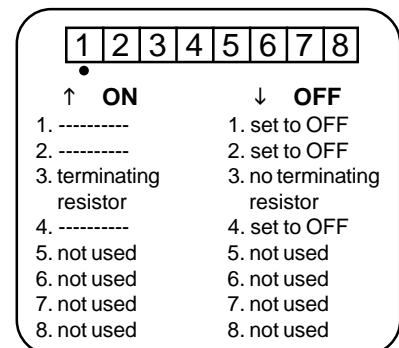 1 2 3 4 5 6 7 8
↑ ON
1. ----------
2. ----------
3. terminating
resistor
4. ----------
5. not used
6. not used
7. not used
8. not used
↓ OFF
1. set to OFF
2. set to OFF
3. no terminating
resistor
4. set to OFF
5. not used
6. not used
7. not used
8. not used